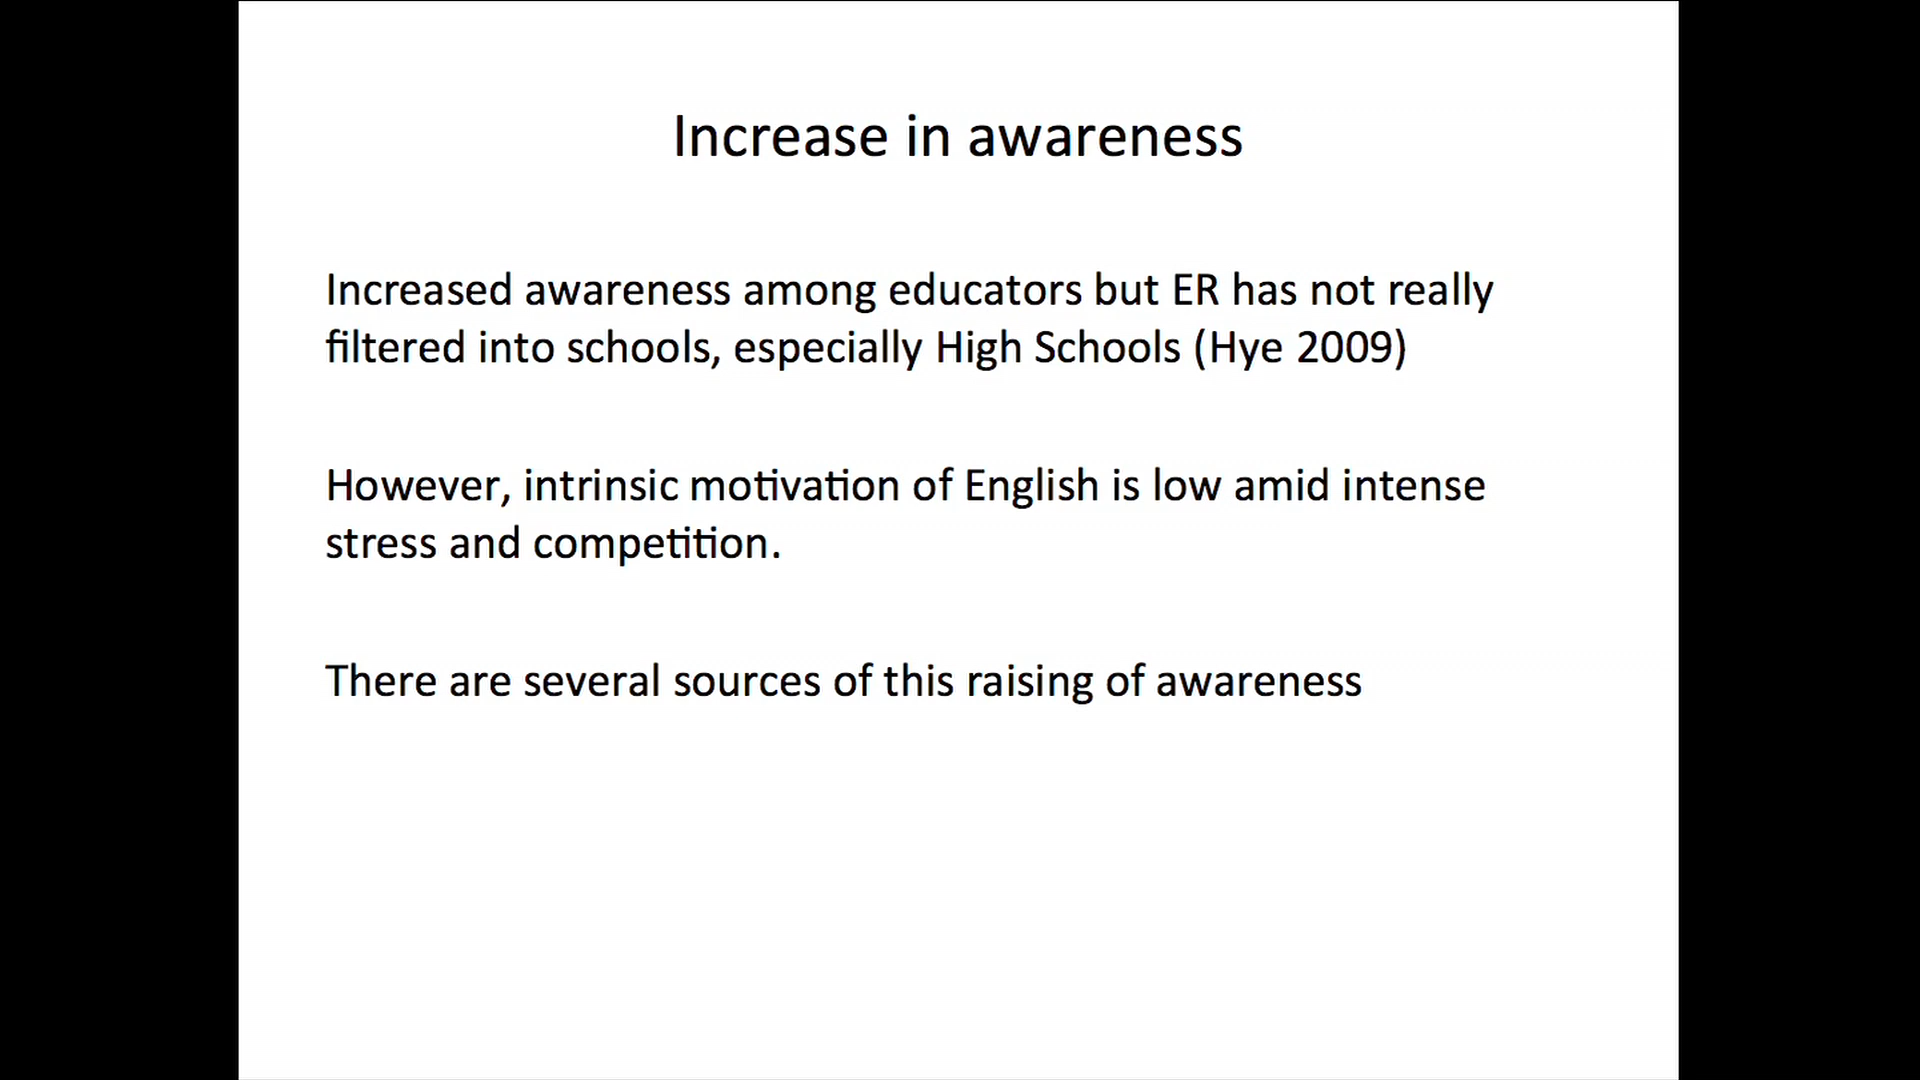 Increase in awareness
Increased awareness among educators but ER has not really
filtered into schools, especially High Schools (Hye 2009)
However, intrinsic motivation of English is low amid intense
stress and competition.
There are several sources of this raising of awareness